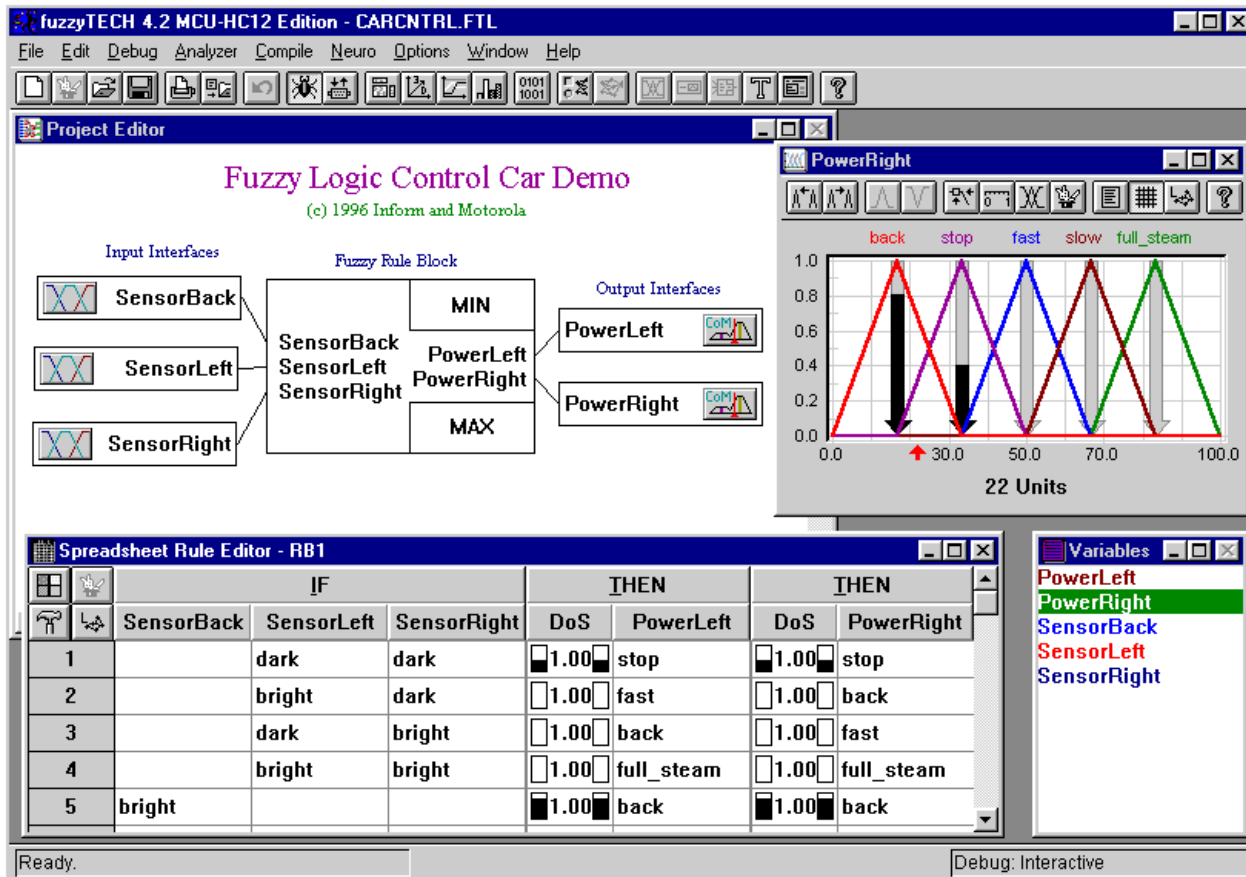 fuzzyTECH 4.2 MCU-HC12 Edition - CARCNTRL.FTL
File Edit Debug Analyzer Compile Neuro Options Window Help
0101
1001
Project Editor
Fuzzy Logic Control Car Demo
(c) 1996 Inform and Motorola
Input Interfaces
Fuzzy Rule Block
Output Interfaces
SensorBack
SensorLeft
SensorRight
SensorBack
SensorLeft
SensorRight
MIN
PowerLeft
PowerRight
MAX
PowerLeft
CoM
PowerRight
CoM
PowerRight
back stop fast slow full_steam
1.0
0.8
0.6
0.4
0.2
0.0
0.0 30.0 50.0 70.0 100.0
22 Units
Spreadsheet Rule Editor - RB1
IF THEN THEN
SensorBack SensorLeft SensorRight DoS PowerLeft DoS PowerRight
1 dark dark 1.00 stop 1.00 stop
2 bright dark 1.00 fast 1.00 back
3 dark bright 1.00 back 1.00 fast
4 bright bright 1.00 full_steam 1.00 full_steam
5 bright 1.00 back 1.00 back
Variables
PowerLeft
PowerRight
SensorBack
SensorLeft
SensorRight
Ready.
Debug: Interactive